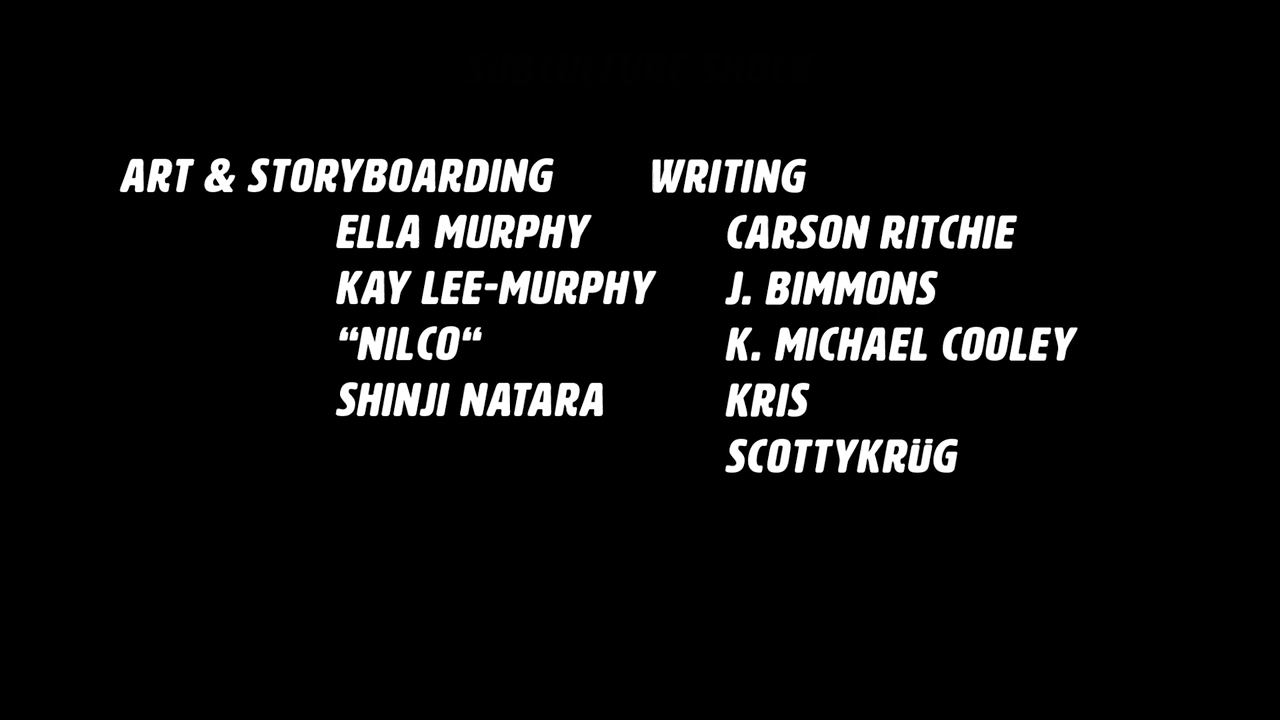 ART & STORYBOARDING
ELLA MURPHY
KAY LEE-MURPHY
“NILCO“
SHINJI NATARA
WRITING
CARSON RITCHIE
J. BIMMONS
K. MICHAEL COOLEY
KRIS
SCOTTYKRüG